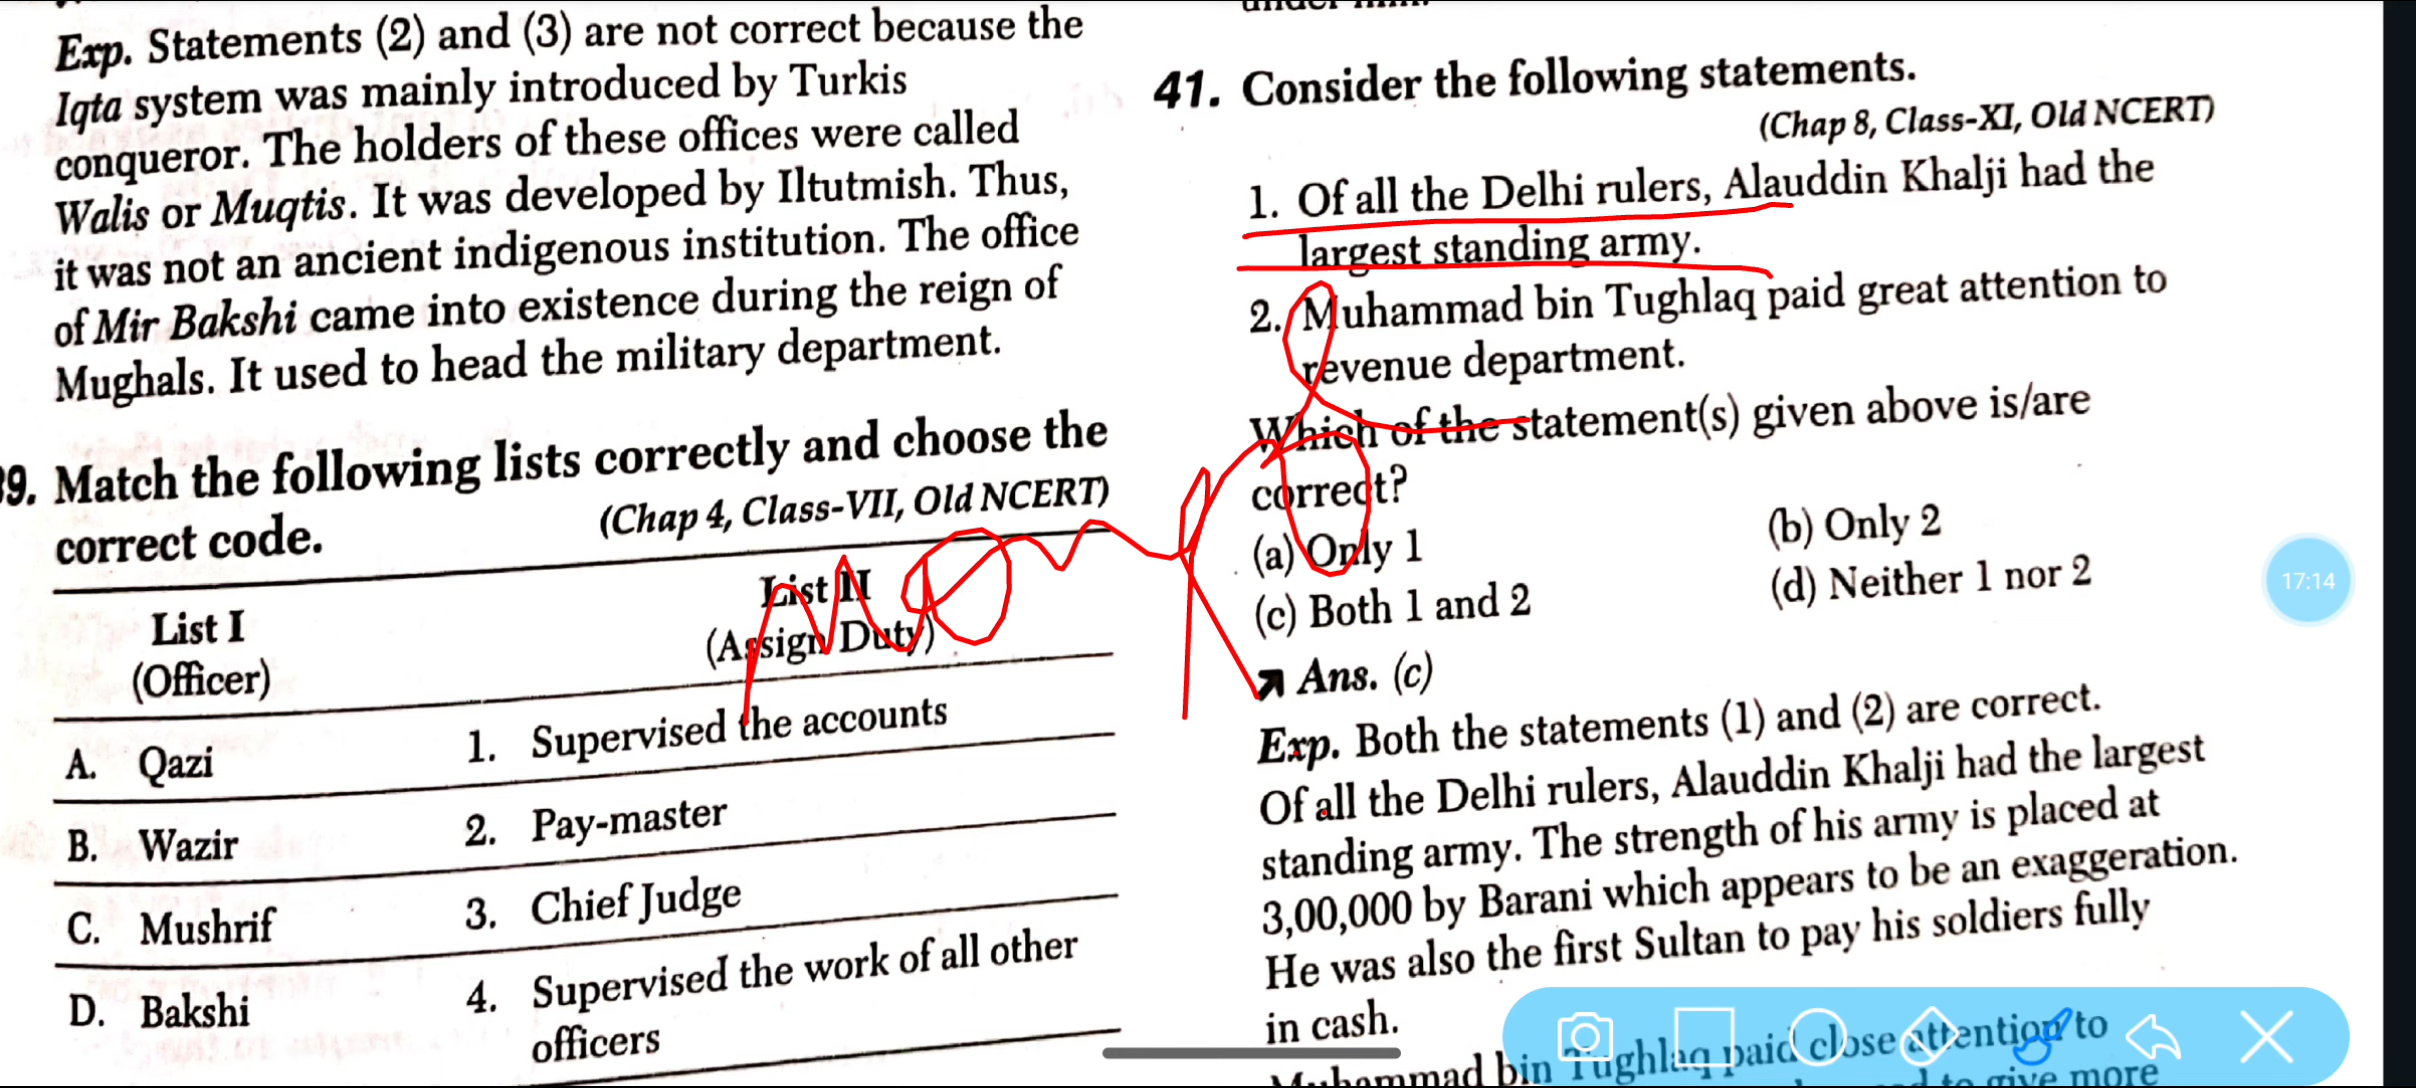 Exp. Statements (2) and (3) are not correct because the
Iqta system was mainly introduced by Turkis
conqueror. The holders of these offices were called
Walis or Muqtis. It was developed by Iltutmish. Thus,
it was not an ancient indigenous institution. The office
of Mir Bakshi came into existence during the reign of
Mughals. It used to head the military department.
39. Match the following lists correctly and choose the
correct code. (Chap 4, Class-VII, Old NCERT)
List I List II
(Officer) (Assign Duty)
A. Qazi 1. Supervised the accounts
B. Wazir 2. Pay-master
C. Mushrif 3. Chief Judge
D. Bakshi 4. Supervised the work of all other
officers
41. Consider the following statements.
(Chap 8, Class-XI, Old NCERT)
1. Of all the Delhi rulers, Alauddin Khalji had the
largest standing army.
2. Muhammad bin Tughlaq paid great attention to
revenue department.
Which of the statement(s) given above is/are
correct?
(a) Only 1 (b) Only 2
(c) Both 1 and 2 (d) Neither 1 nor 2
Ans. (c)
Exp. Both the statements (1) and (2) are correct.
Of all the Delhi rulers, Alauddin Khalji had the largest
standing army. The strength of his army is placed at
3,00,000 by Barani which appears to be an exaggeration.
He was also the first Sultan to pay his soldiers fully
in cash.
Muhammad bin Tughlaq paid close attention to
to give more
17:14